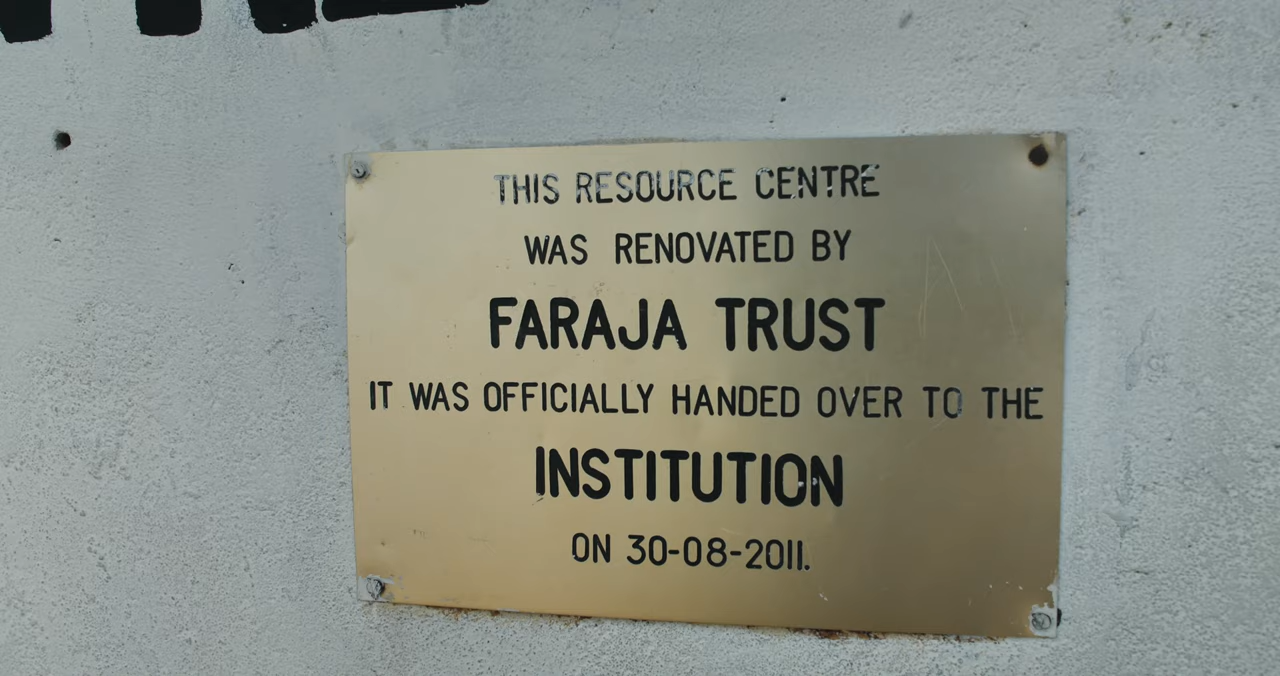 THIS RESOURCE CENTRE
WAS RENOVATED BY
FARAJA TRUST
IT WAS OFFICIALLY HANDED OVER TO THE
INSTITUTION
ON 30-08-2011.